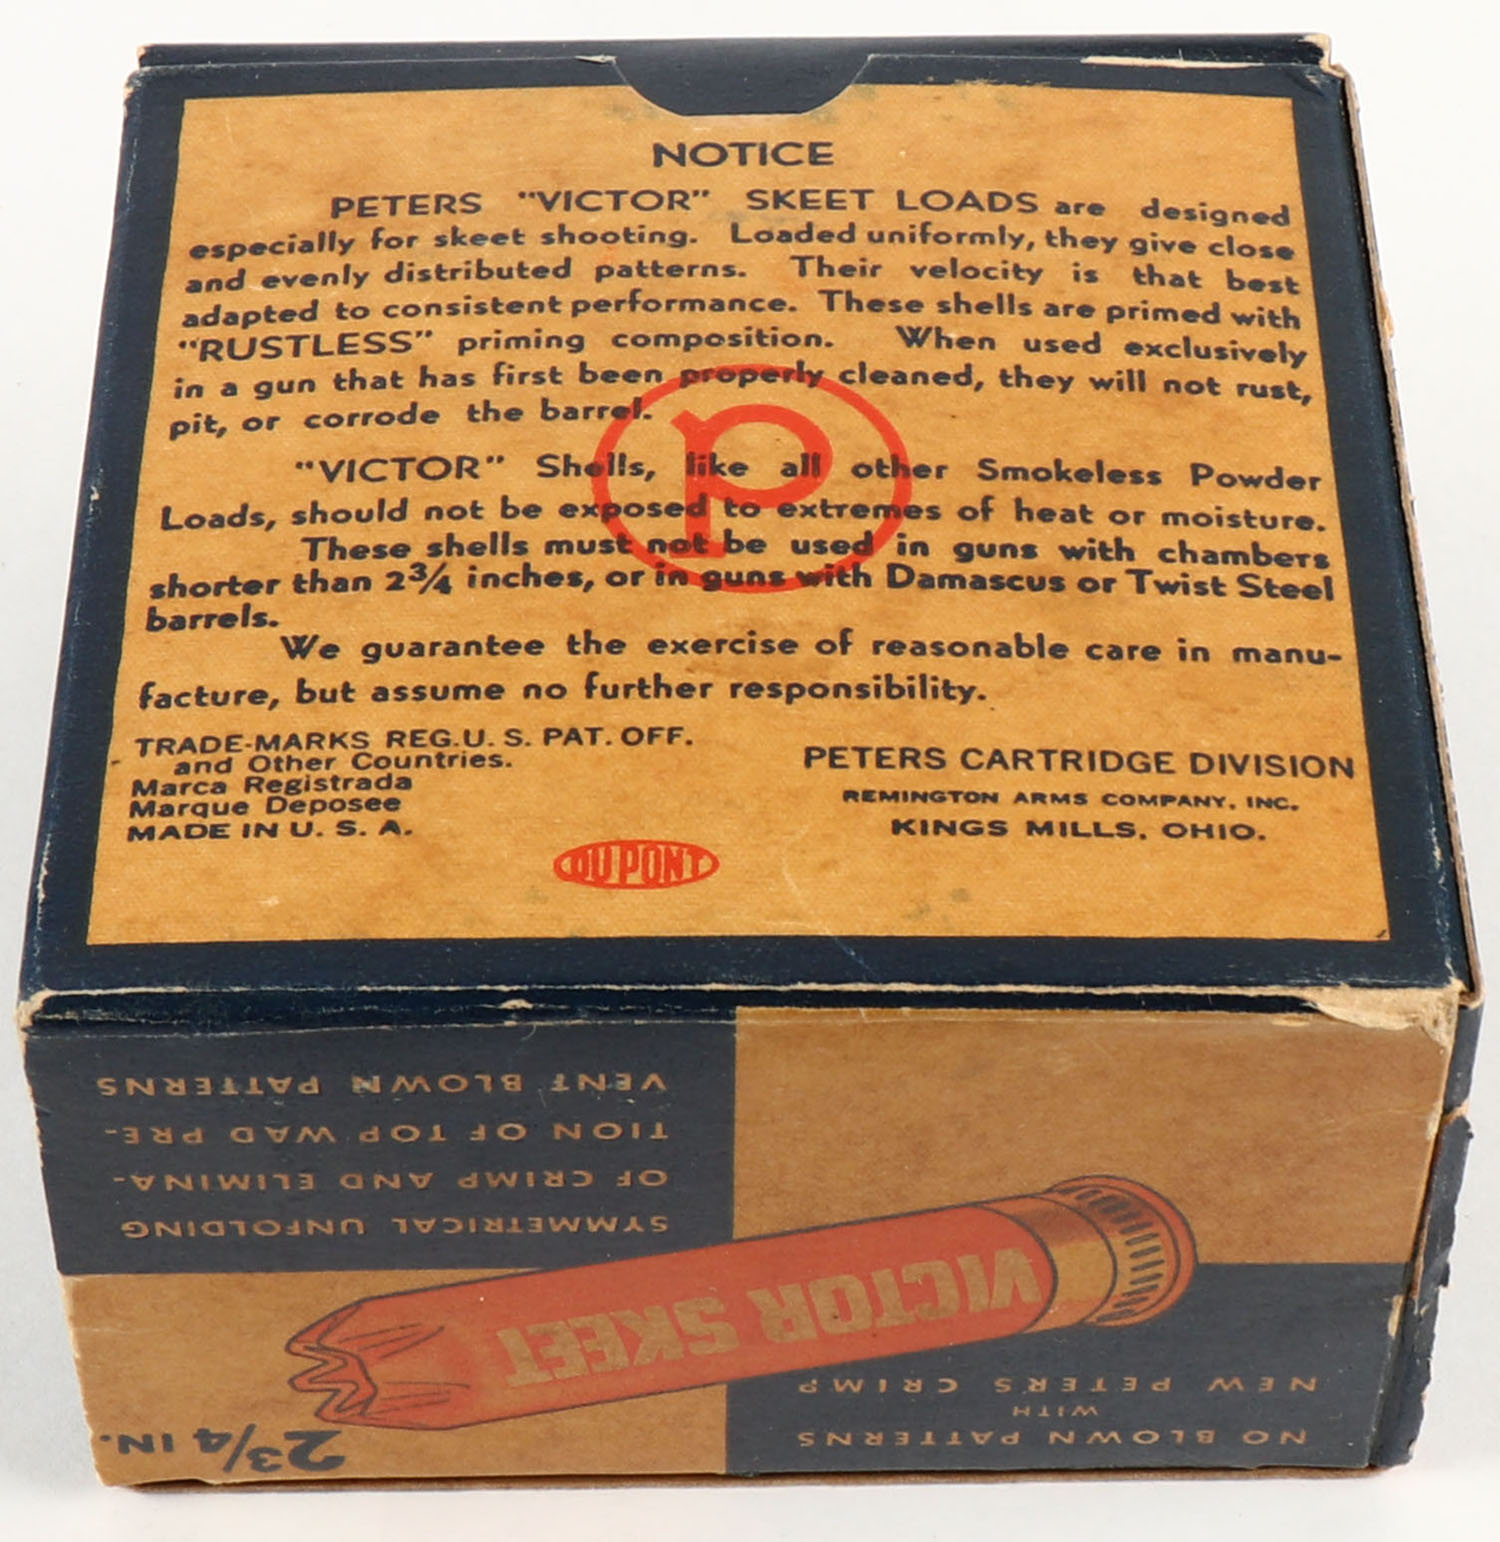 NOTICE
PETERS "VICTOR" SKEET LOADS are designed
especially for skeet shooting. Loaded uniformly, they give close
and evenly distributed patterns. Their velocity is that best
adapted to consistent performance. These shells are primed with
"RUSTLESS" priming composition. When used exclusively
in a gun that has first been properly cleaned, they will not rust,
pit, or corrode the barrel.
P
"VICTOR" Shells, like all other Smokeless Powder
Loads, should not be exposed to extremes of heat or moisture.
These shells must not be used in guns with chambers
shorter than 2¾ inches, or in guns with Damascus or Twist Steel
barrels.
We guarantee the exercise of reasonable care in manu-
facture, but assume no further responsibility.
TRADE-MARKS REG.U.S. PAT. OFF.
and Other Countries.
Marca Registrada
Marque Deposee
MADE IN U. S. A.
PETERS CARTRIDGE DIVISION
REMINGTON ARMS COMPANY, INC.
KINGS MILLS, OHIO.
DU PONT
NO BLOWN PATTERNS
WITH
NEW PETERS CRIMP
2¾ IN.
VICTOR SKEET
SYMMETRICAL UNFOLDING
OF CRIMP AND ELIMINA-
TION OF TOP WAD PRE-
VENT BLOWN PATTERNS